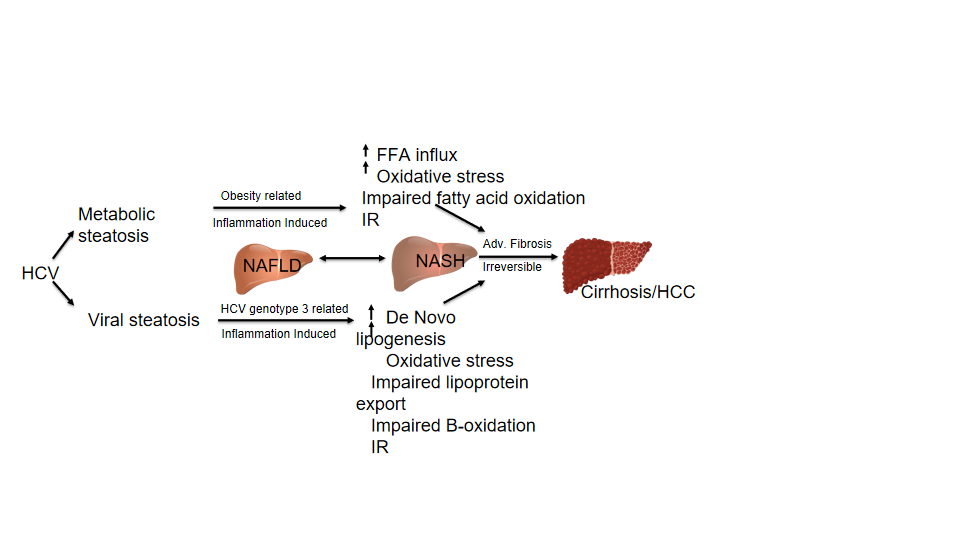 FFA influx
Oxidative stress
Impaired fatty acid oxidation
IR
Obesity related
Inflammation Induced
Metabolic
steatosis
HCV
Viral steatosis
NAFLD
NASH
Adv. Fibrosis
Irreversible
Cirrhosis/HCC
HCV genotype 3 related
Inflammation Induced
De Novo
lipogenesis
Oxidative stress
Impaired lipoprotein
export
Impaired B-oxidation
IR